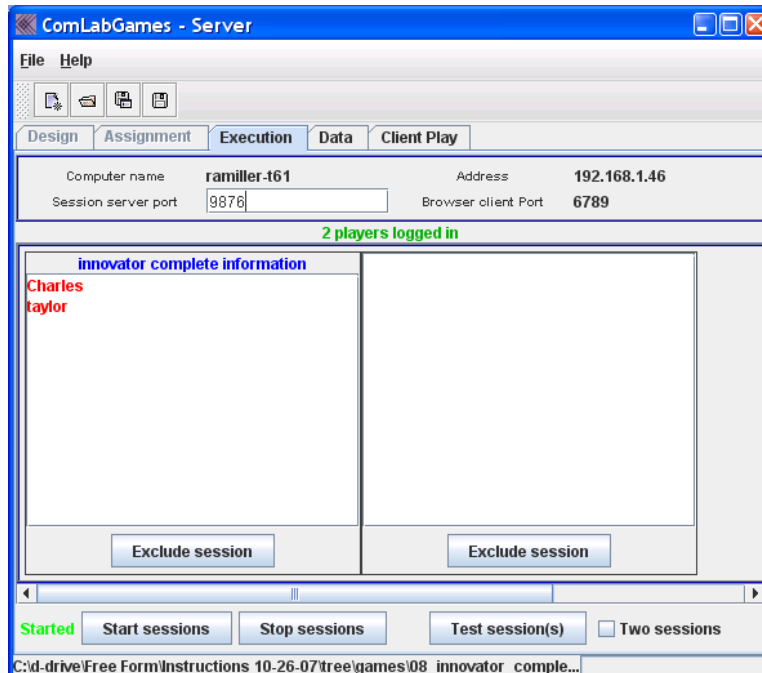 ComLabGames - Server
File Help
Design Assignment Execution Data Client Play
Computer name ramiller-t61 Address 192.168.1.46
Session server port 9876 Browser client Port 6789
2 players logged in
innovator complete information
Charles
taylor
Exclude session Exclude session
Started Start sessions Stop sessions Test session(s) Two sessions
C:\d-drive\Free Form\Instructions 10-26-07\tree\games\08_innovator_comple...